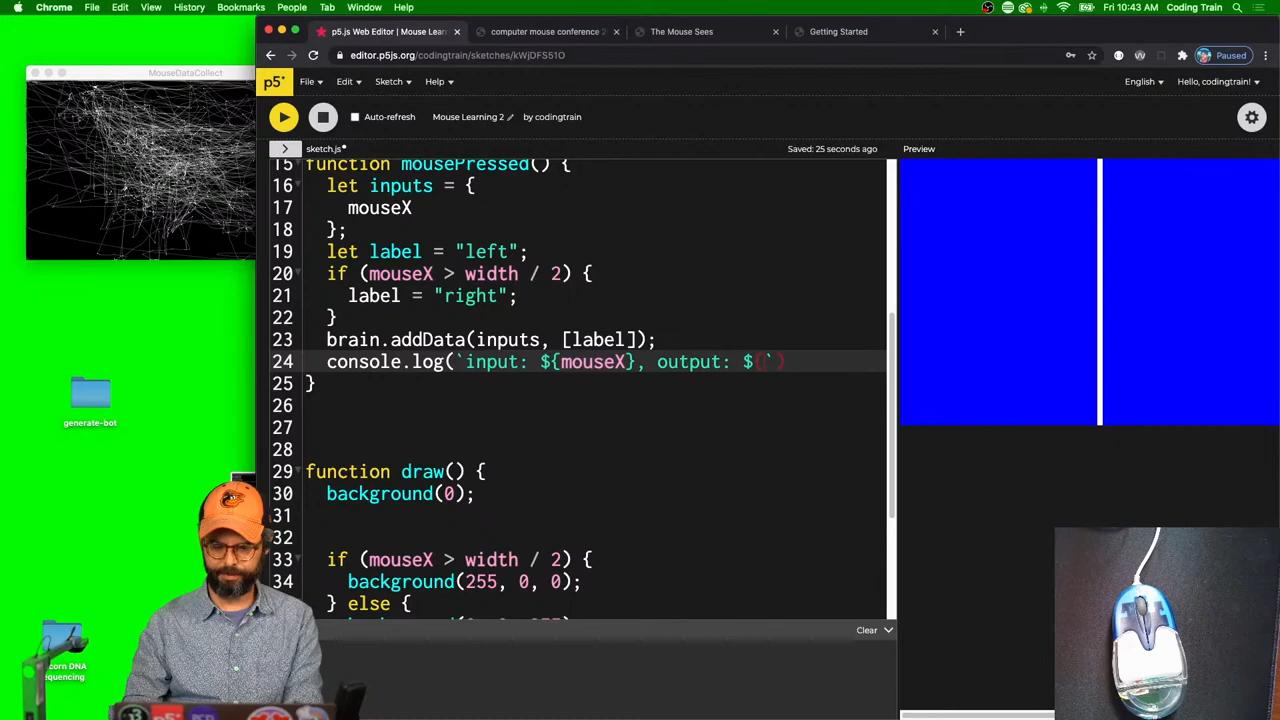 Chrome File Edit View History Bookmarks People Tab Window Help
Fri 10:43 AM Coding Train
MouseDataCollect
p5.js Web Editor | Mouse Lear
computer mouse conference 2
The Mouse Sees
Getting Started
editor.p5js.org/codingtrain/sketches/kWjDFS51O
Paused
p5*
File
Edit
Sketch
Help
English
Hello, codingtrain!
Auto-refresh
Mouse Learning 2
by codingtrain
sketch.js
Saved: 25 seconds ago
Preview
15 function mousePressed() {
16 let inputs = {
17 mouseX
18 };
19 let label = "left";
20 if (mouseX > width / 2) {
21 label = "right";
22 }
23 brain.addData(inputs, [label]);
24 console.log(`input: ${mouseX}, output: ${`)
25 }
26
27
28
29 function draw() {
30 background(0);
31
32
33 if (mouseX > width / 2) {
34 background(255, 0, 0);
} else {
Clear
generate-bot
corn DNA
equencing